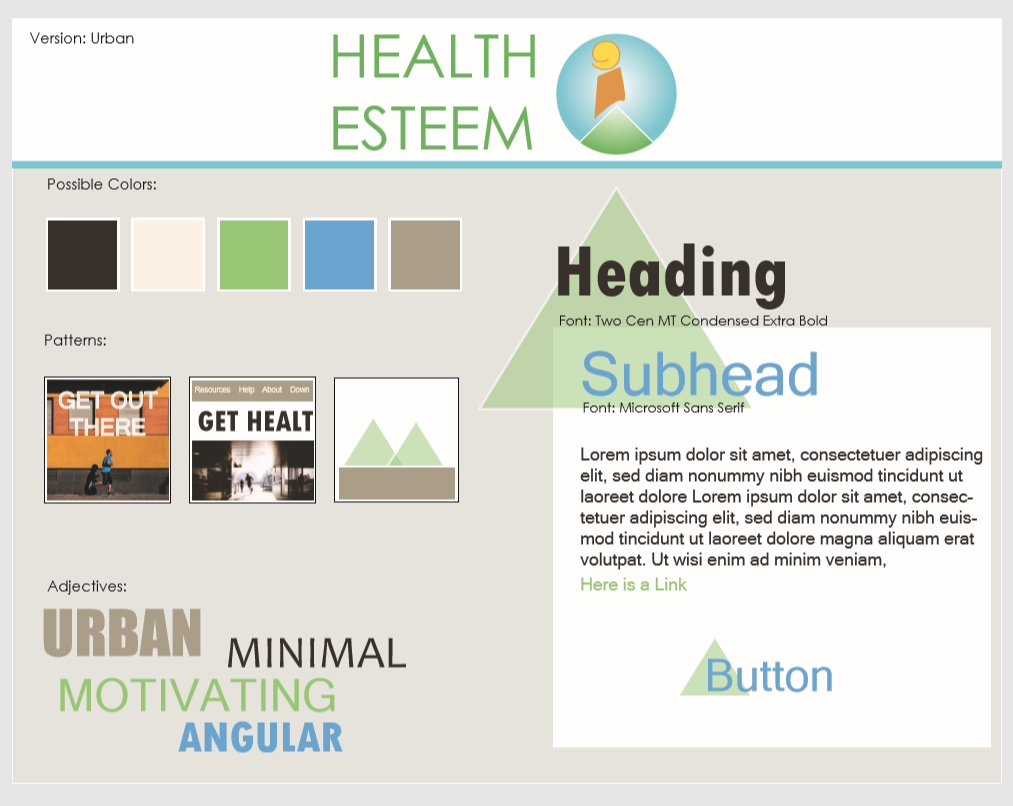 Version: Urban
HEALTH
ESTEEM
Possible Colors:
Patterns:
GET OUT
THERE
Resources Help About Down
GET HEALT
Adjectives:
URBAN
MINIMAL
MOTIVATING
ANGULAR
Heading
Font: Two Cen MT Condensed Extra Bold
Subhead
Font: Microsoft Sans Serif
Lorem ipsum dolor sit amet, consectetuer adipiscing
elit, sed diam nonummy nibh euismod tincidunt ut
laoreet dolore Lorem ipsum dolor sit amet, consec-
tetuer adipiscing elit, sed diam nonummy nibh euis-
mod tincidunt ut laoreet dolore magna aliquam erat
volutpat. Ut wisi enim ad minim veniam,
Here is a Link
Button